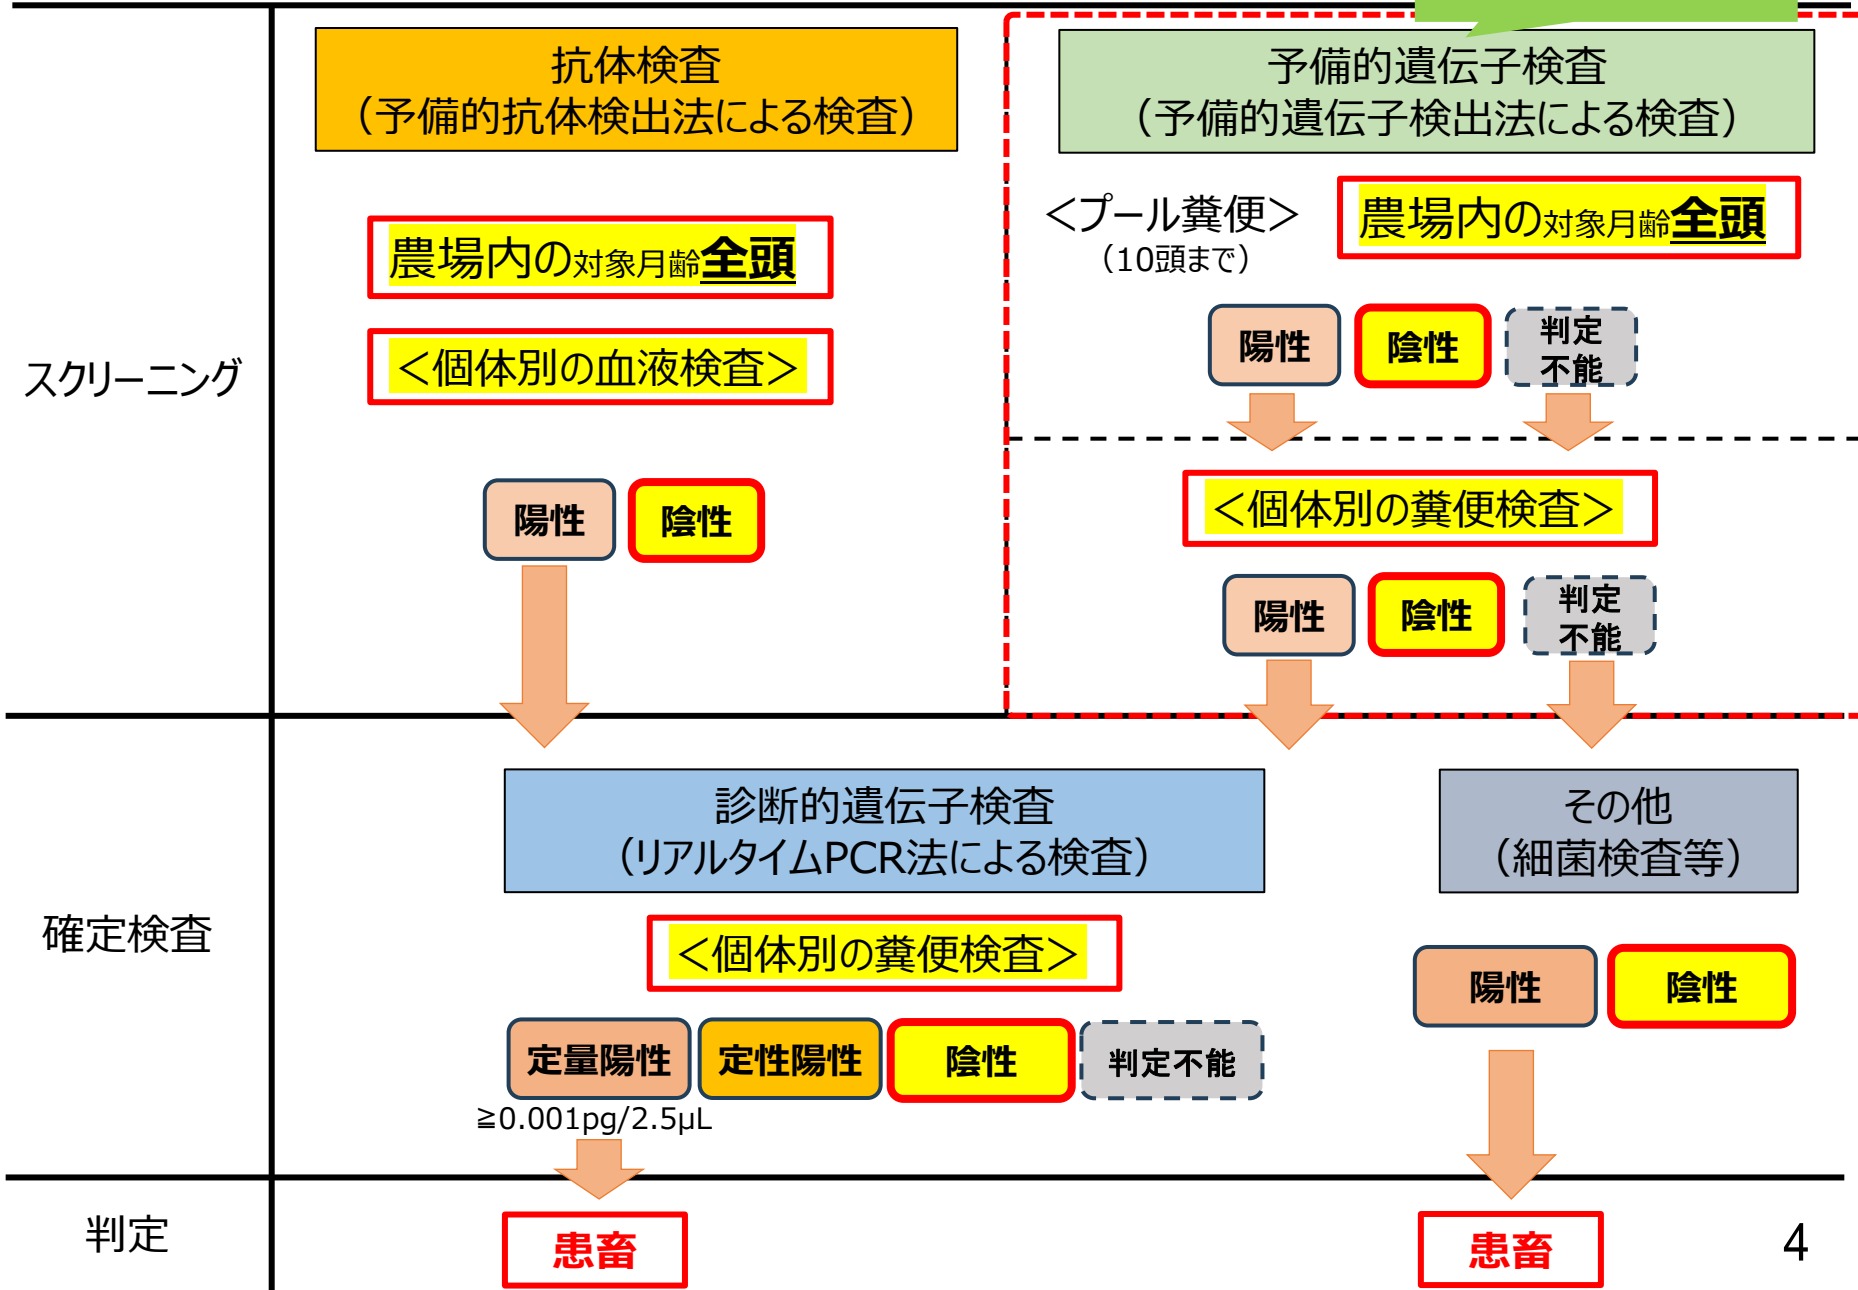 スクリーニング
抗体検査
（予備的抗体検出法による検査）
農場内の対象月齢全頭
＜個体別の血液検査＞
陽性
陰性
予備的遺伝子検査
（予備的遺伝子検出法による検査）
＜プール糞便＞
（10頭まで）
農場内の対象月齢全頭
陽性
陰性
判定
不能
＜個体別の糞便検査＞
陽性
陰性
判定
不能
確定検査
診断的遺伝子検査
（リアルタイムPCR法による検査）
＜個体別の糞便検査＞
定量陽性
定性陽性
陰性
判定不能
≧0.001pg/2.5μL
その他
（細菌検査等）
陽性
陰性
判定
患畜
患畜
4